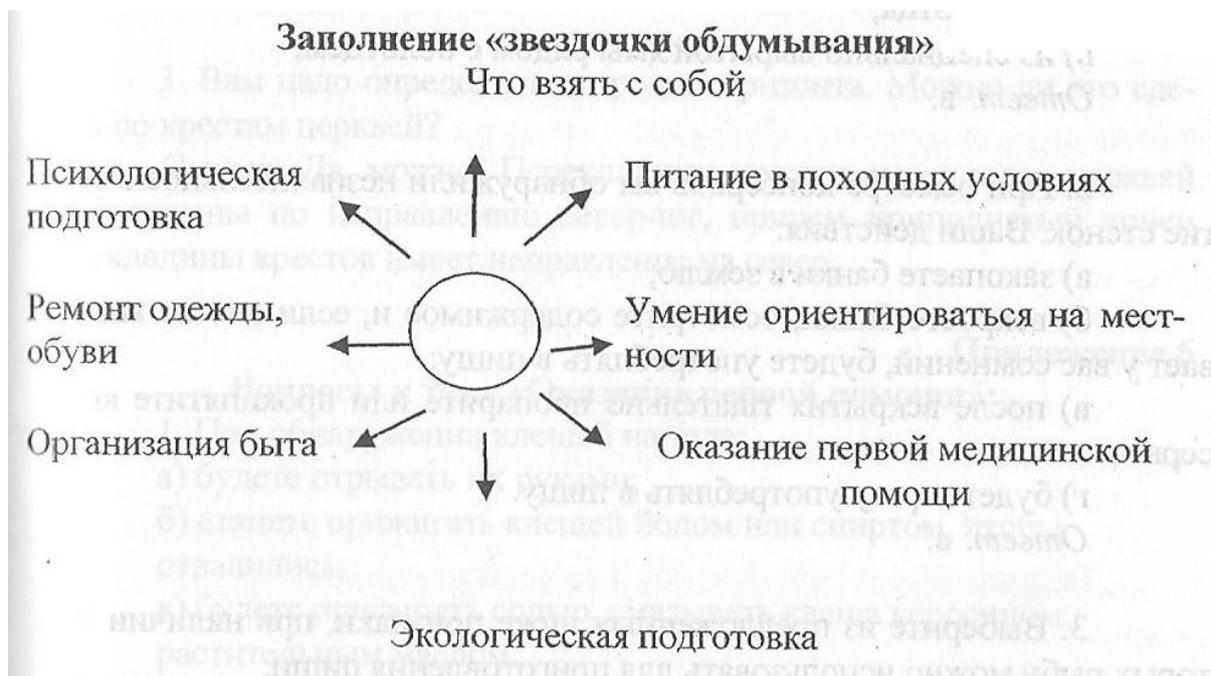 Заполнение «звездочки обдумывания»
Что взять с собой
Психологическая
подготовка
Питание в походных условиях
Ремонт одежды,
обуви
Умение ориентироваться на мест-
ности
Организация быта
Оказание первой медицинской
помощи
Экологическая подготовка